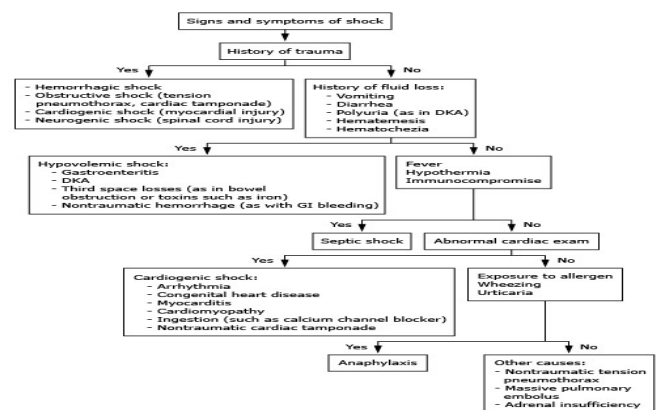 Signs and symptoms of shock
History of trauma
Yes
No
- Hemorrhagic shock
- Obstructive shock (tension
pneumothorax, cardiac tamponade)
- Cardiogenic shock (myocardial injury)
- Neurogenic shock (spinal cord injury)
History of fluid loss:
- Vomiting
- Diarrhea
- Polyuria (as in DKA)
- Hematemesis
- Hematochezia
Yes
No
Hypovolemic shock:
- Gastroenteritis
- DKA
- Third space losses (as in bowel
obstruction or toxins such as iron)
- Nontraumatic hemorrhage (as with GI bleeding)
Fever
Hypothermia
Immunocompromise
Yes
No
Septic shock
Abnormal cardiac exam
Yes
No
Cardiogenic shock:
- Arrhythmia
- Congenital heart disease
- Myocarditis
- Cardiomyopathy
- Ingestion (such as calcium channel blocker)
- Nontraumatic cardiac tamponade
Exposure to allergen
Wheezing
Urticaria
Yes
No
Anaphylaxis
Other causes:
- Nontraumatic tension
pneumothorax
- Massive pulmonary
embolus
- Adrenal insufficiency